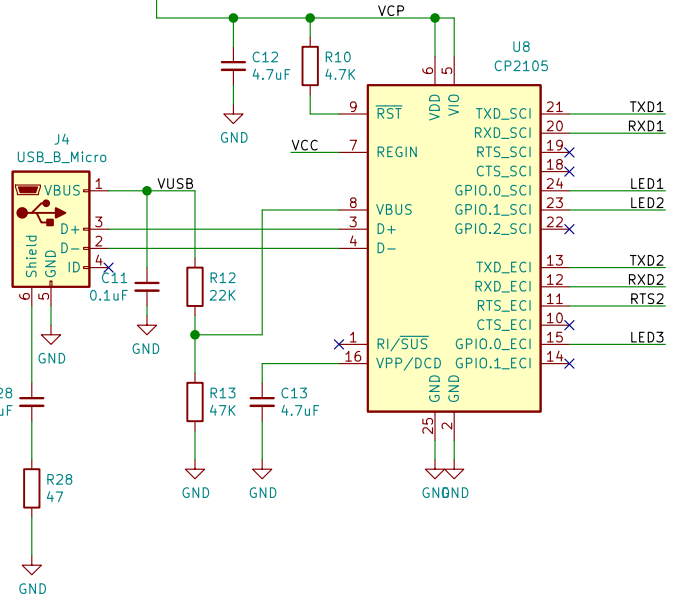 VCP
U8
CP2105
C12
4.7uF
R10
4.7K
6
5
GND
9
RST
VDD
VIO
TXD_SCI
21
TXD1
RXD_SCI
20
RXD1
J4
USB_B_Micro
VCC
7
REGIN
RTS_SCI
19
CTS_SCI
18
VBUS
1
VUSB
GPIO.0_SCI
24
LED1
8
VBUS
GPIO.1_SCI
23
LED2
D+
3
3
D+
GPIO.2_SCI
22
D-
2
4
D-
Shield
GND
ID
4
TXD_ECI
13
TXD2
C11
0.1uF
R12
22K
RXD_ECI
12
RXD2
6
5
RTS_ECI
11
RTS2
CTS_ECI
10
GND
GND
1
RI/SUS
GPIO.0_ECI
15
LED3
16
VPP/DCD
GPIO.1_ECI
14
28
uF
R13
47K
C13
4.7uF
GND
GND
25
2
R28
47
GND
GND
GND
GND
GND